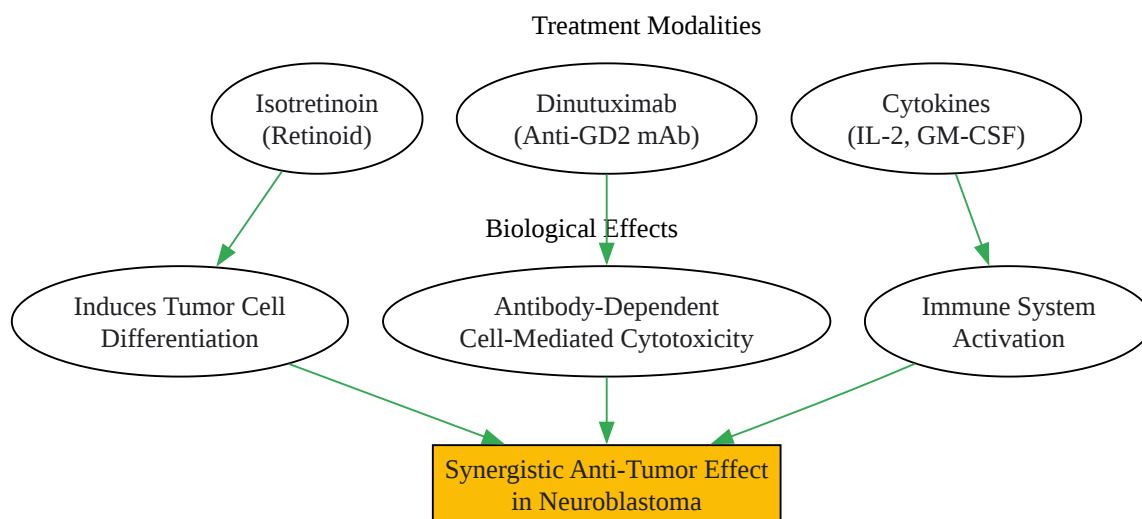 Treatment Modalities
Isotretinoin
(Retinoid)
Dinutuximab
(Anti-GD2 mAb)
Cytokines
(IL-2, GM-CSF)
Biological Effects
Induces Tumor Cell
Differentiation
Antibody-Dependent
Cell-Mediated Cytotoxicity
Immune System
Activation
Synergistic Anti-Tumor Effect
in Neuroblastoma